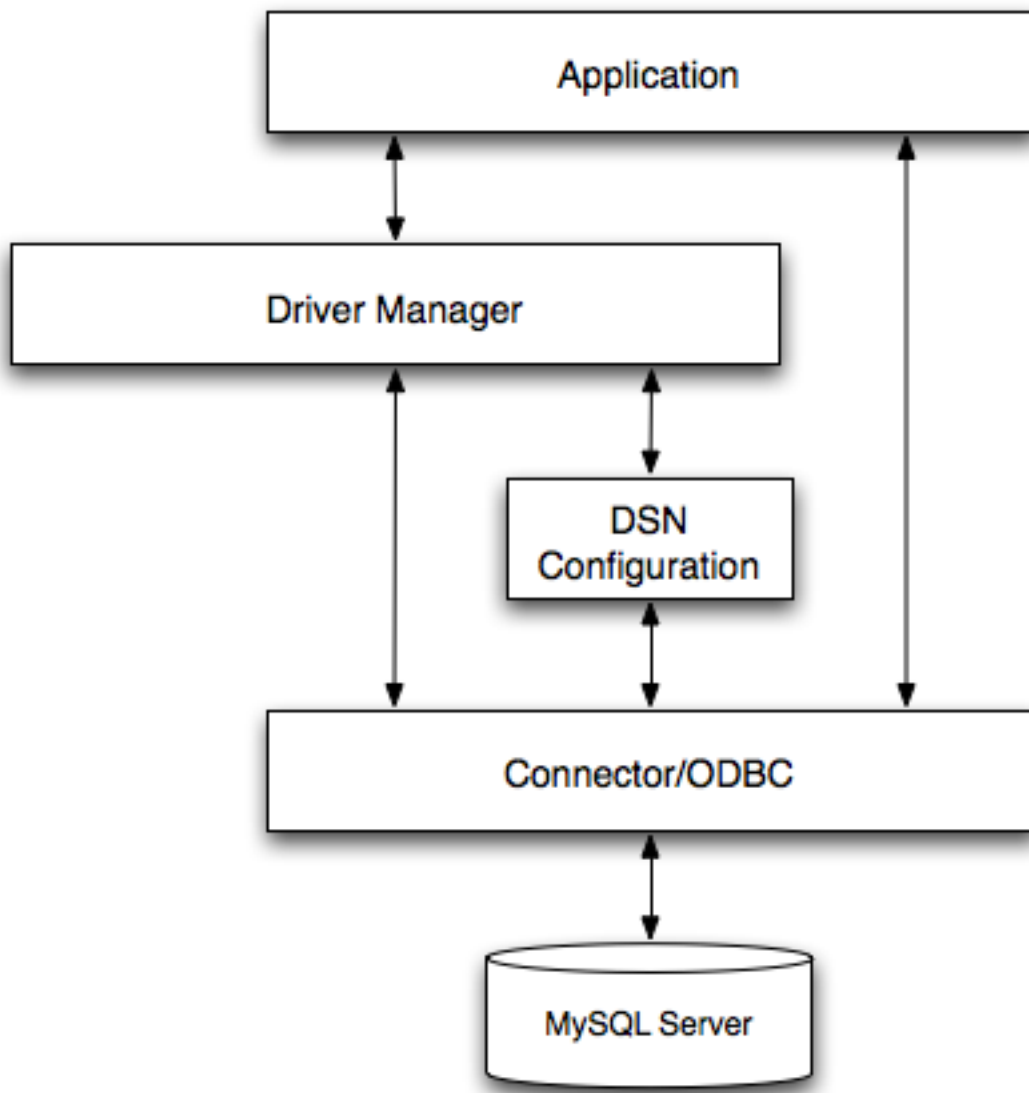 Application
Driver Manager
DSN
Configuration
Connector/ODBC
MySQL Server